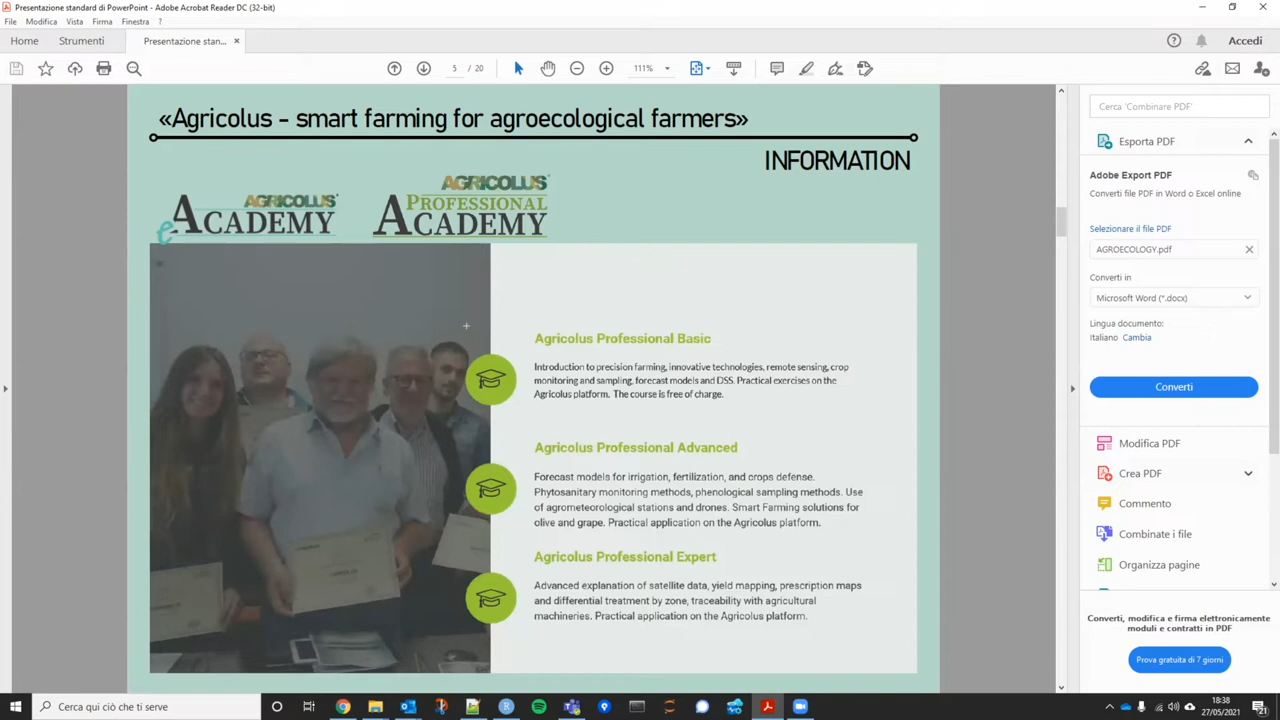 Presentazione standard di PowerPoint - Adobe Acrobat Reader DC (32-bit)
File Modifica Vista Firma Finestra ?
Home Strumenti Presentazione stan... × Accedi
5 / 20 111%
«Agricolus - smart farming for agroecological farmers»
INFORMATION
AGRICOLUS®
eACADEMY
AGRICOLUS®
PROFESSIONAL
ACADEMY
Agricolus Professional Basic
Introduction to precision farming, innovative technologies, remote sensing, crop
monitoring and sampling, forecast models and DSS. Practical exercises on the
Agricolus platform. The course is free of charge.
Agricolus Professional Advanced
Forecast models for irrigation, fertilization, and crops defense.
Phytosanitary monitoring methods, phenological sampling methods. Use
of agrometeorological stations and drones. Smart Farming solutions for
olive and grape. Practical application on the Agricolus platform.
Agricolus Professional Expert
Advanced explanation of satellite data, yield mapping, prescription maps
and differential treatment by zone, traceability with agricultural
machineries. Practical application on the Agricolus platform.
Cerca 'Combinare PDF'
Esporta PDF
Adobe Export PDF
Converti file PDF in Word o Excel online
Selezionare il file PDF
AGROECOLOGY.pdf
Converti in
Microsoft Word (*.docx)
Lingua documento:
Italiano Cambia
Converti
Modifica PDF
Crea PDF
Commento
Combinate i file
Organizza pagine
Converti, modifica e firma elettronicamente
moduli e contratti in PDF
Prova gratuita di 7 giorni
Cerca qui ciò che ti serve
18:38
27/05/2021
21